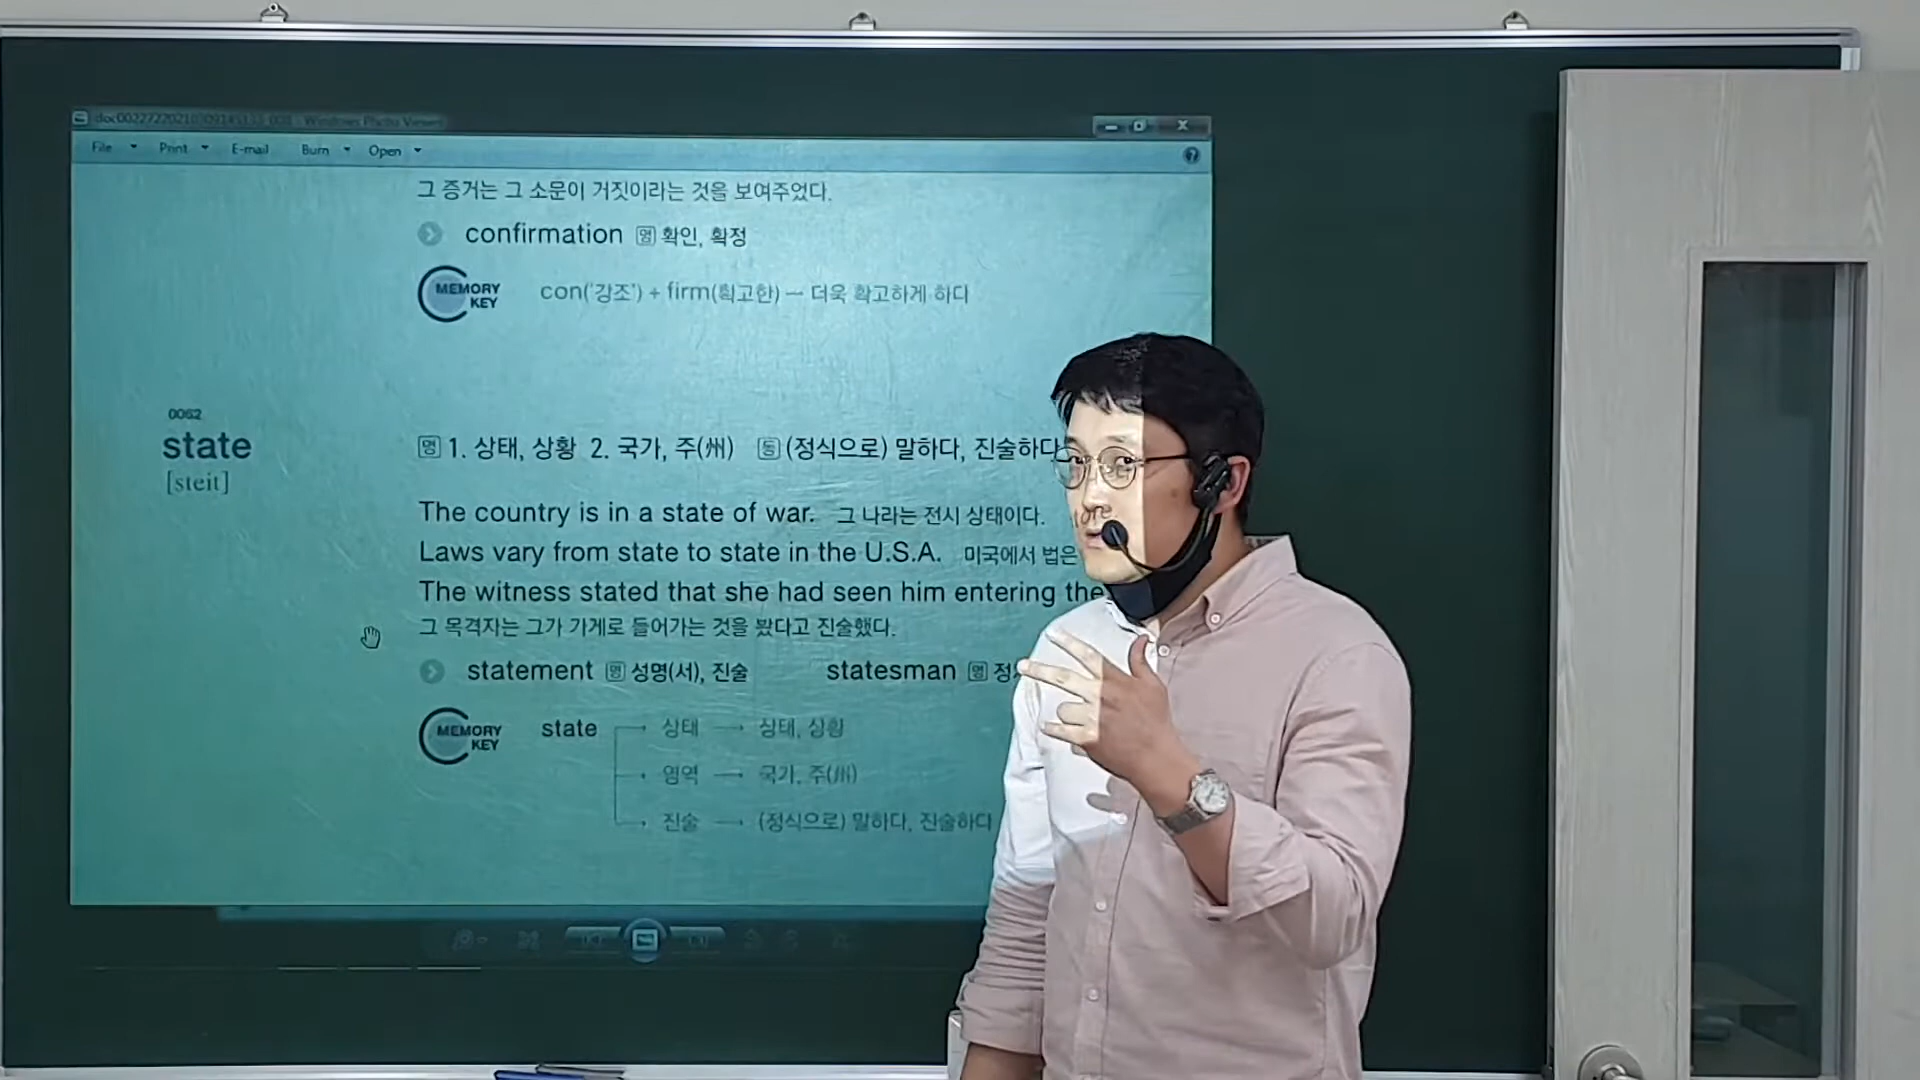 Windows Photo Viewer
File Print E-mail Burn Open
그 증거는 그 소문이 거짓이라는 것을 보여주었다.
confirmation 명 확인, 확정
MEMORY KEY con('강조') + firm(확고한) — 더욱 확고하게 하다
0062
state
[steit]
명 1. 상태, 상황 2. 국가, 주(州) 동 (정식으로) 말하다, 진술하다
The country is in a state of war. 그 나라는 전시 상태이다.
Laws vary from state to state in the U.S.A. 미국에서 법은
The witness stated that she had seen him entering the
그 목격자는 그가 가게로 들어가는 것을 봤다고 진술했다.
statement 명 성명(서), 진술 statesman 명
MEMORY KEY state → 상태 → 상태, 상황
→ 영역 → 국가, 주(州)
→ 진술 → (정식으로) 말하다, 진술하다